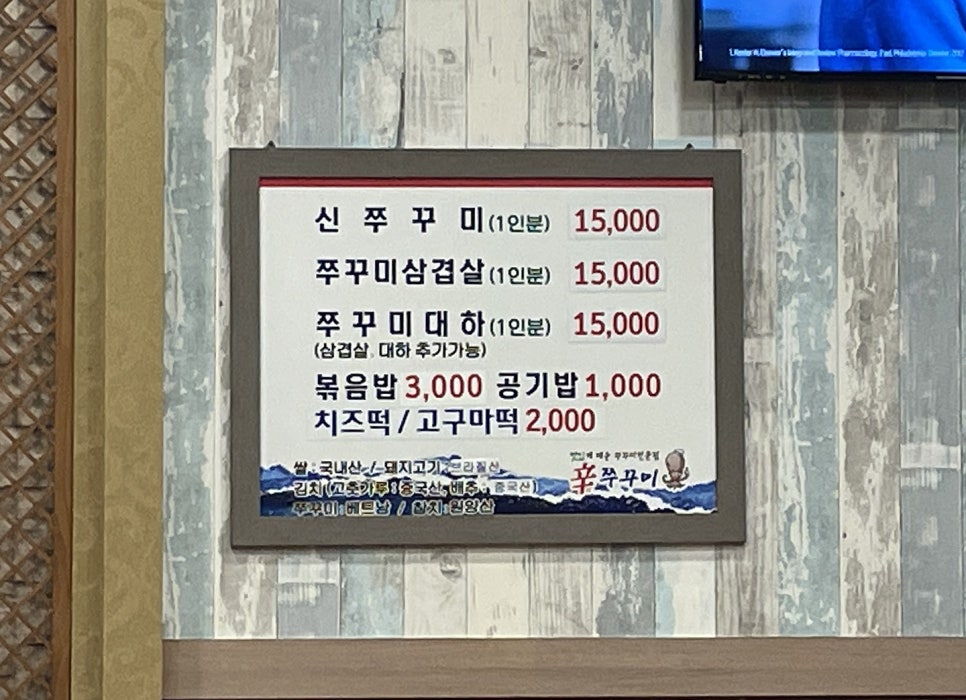 신쭈꾸미(1인분) 15,000
쭈꾸미삼겹살(1인분) 15,000
쭈꾸미대하(1인분) 15,000
(삼겹살, 대하 추가가능)
볶음밥 3,000 공기밥 1,000
치즈떡 / 고구마떡 2,000
쌀 : 국내산 / 돼지고기 : 브라질산
김치 (고춧가루 : 중국산, 배추 : 중국산)
쭈꾸미 : 베트남 / 참치 : 원양산
辛쭈꾸미